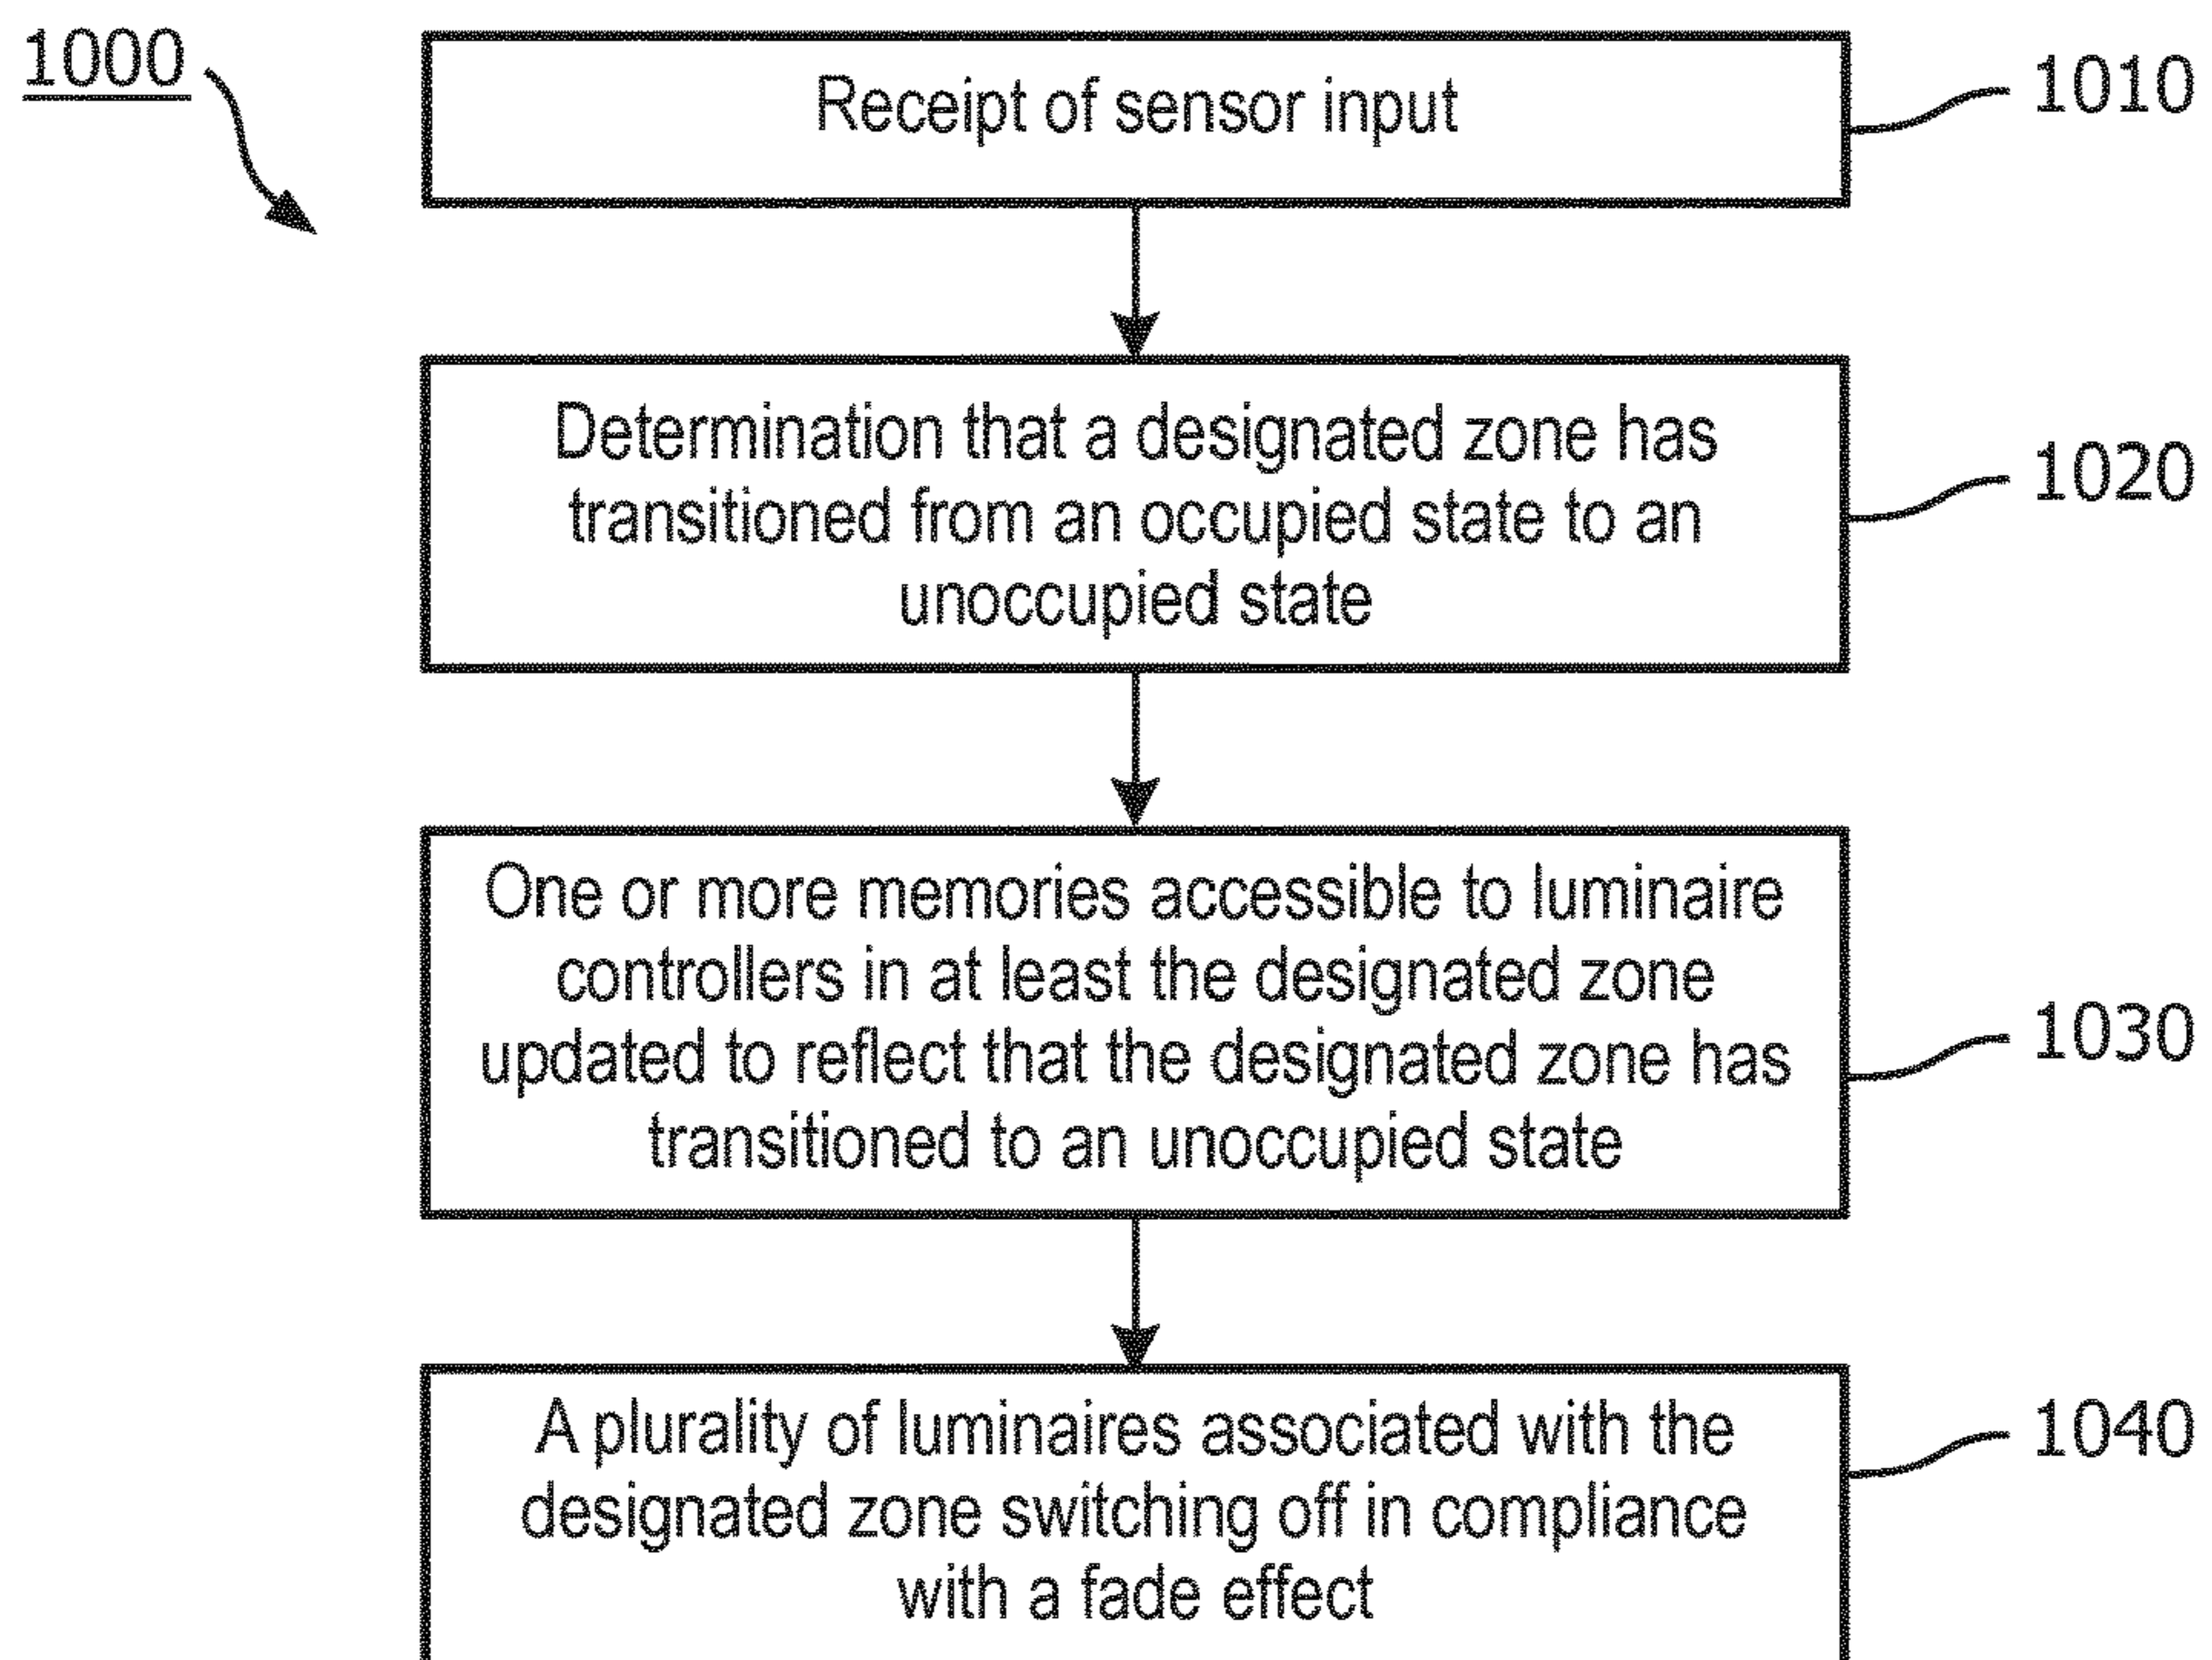 1000
Receipt of sensor input
1010
Determination that a designated zone has
transitioned from an occupied state to an
unoccupied state
1020
One or more memories accessible to luminaire
controllers in at least the designated zone
updated to reflect that the designated zone has
transitioned to an unoccupied state
1030
A plurality of luminaires associated with the
designated zone switching off in compliance
with a fade effect
1040